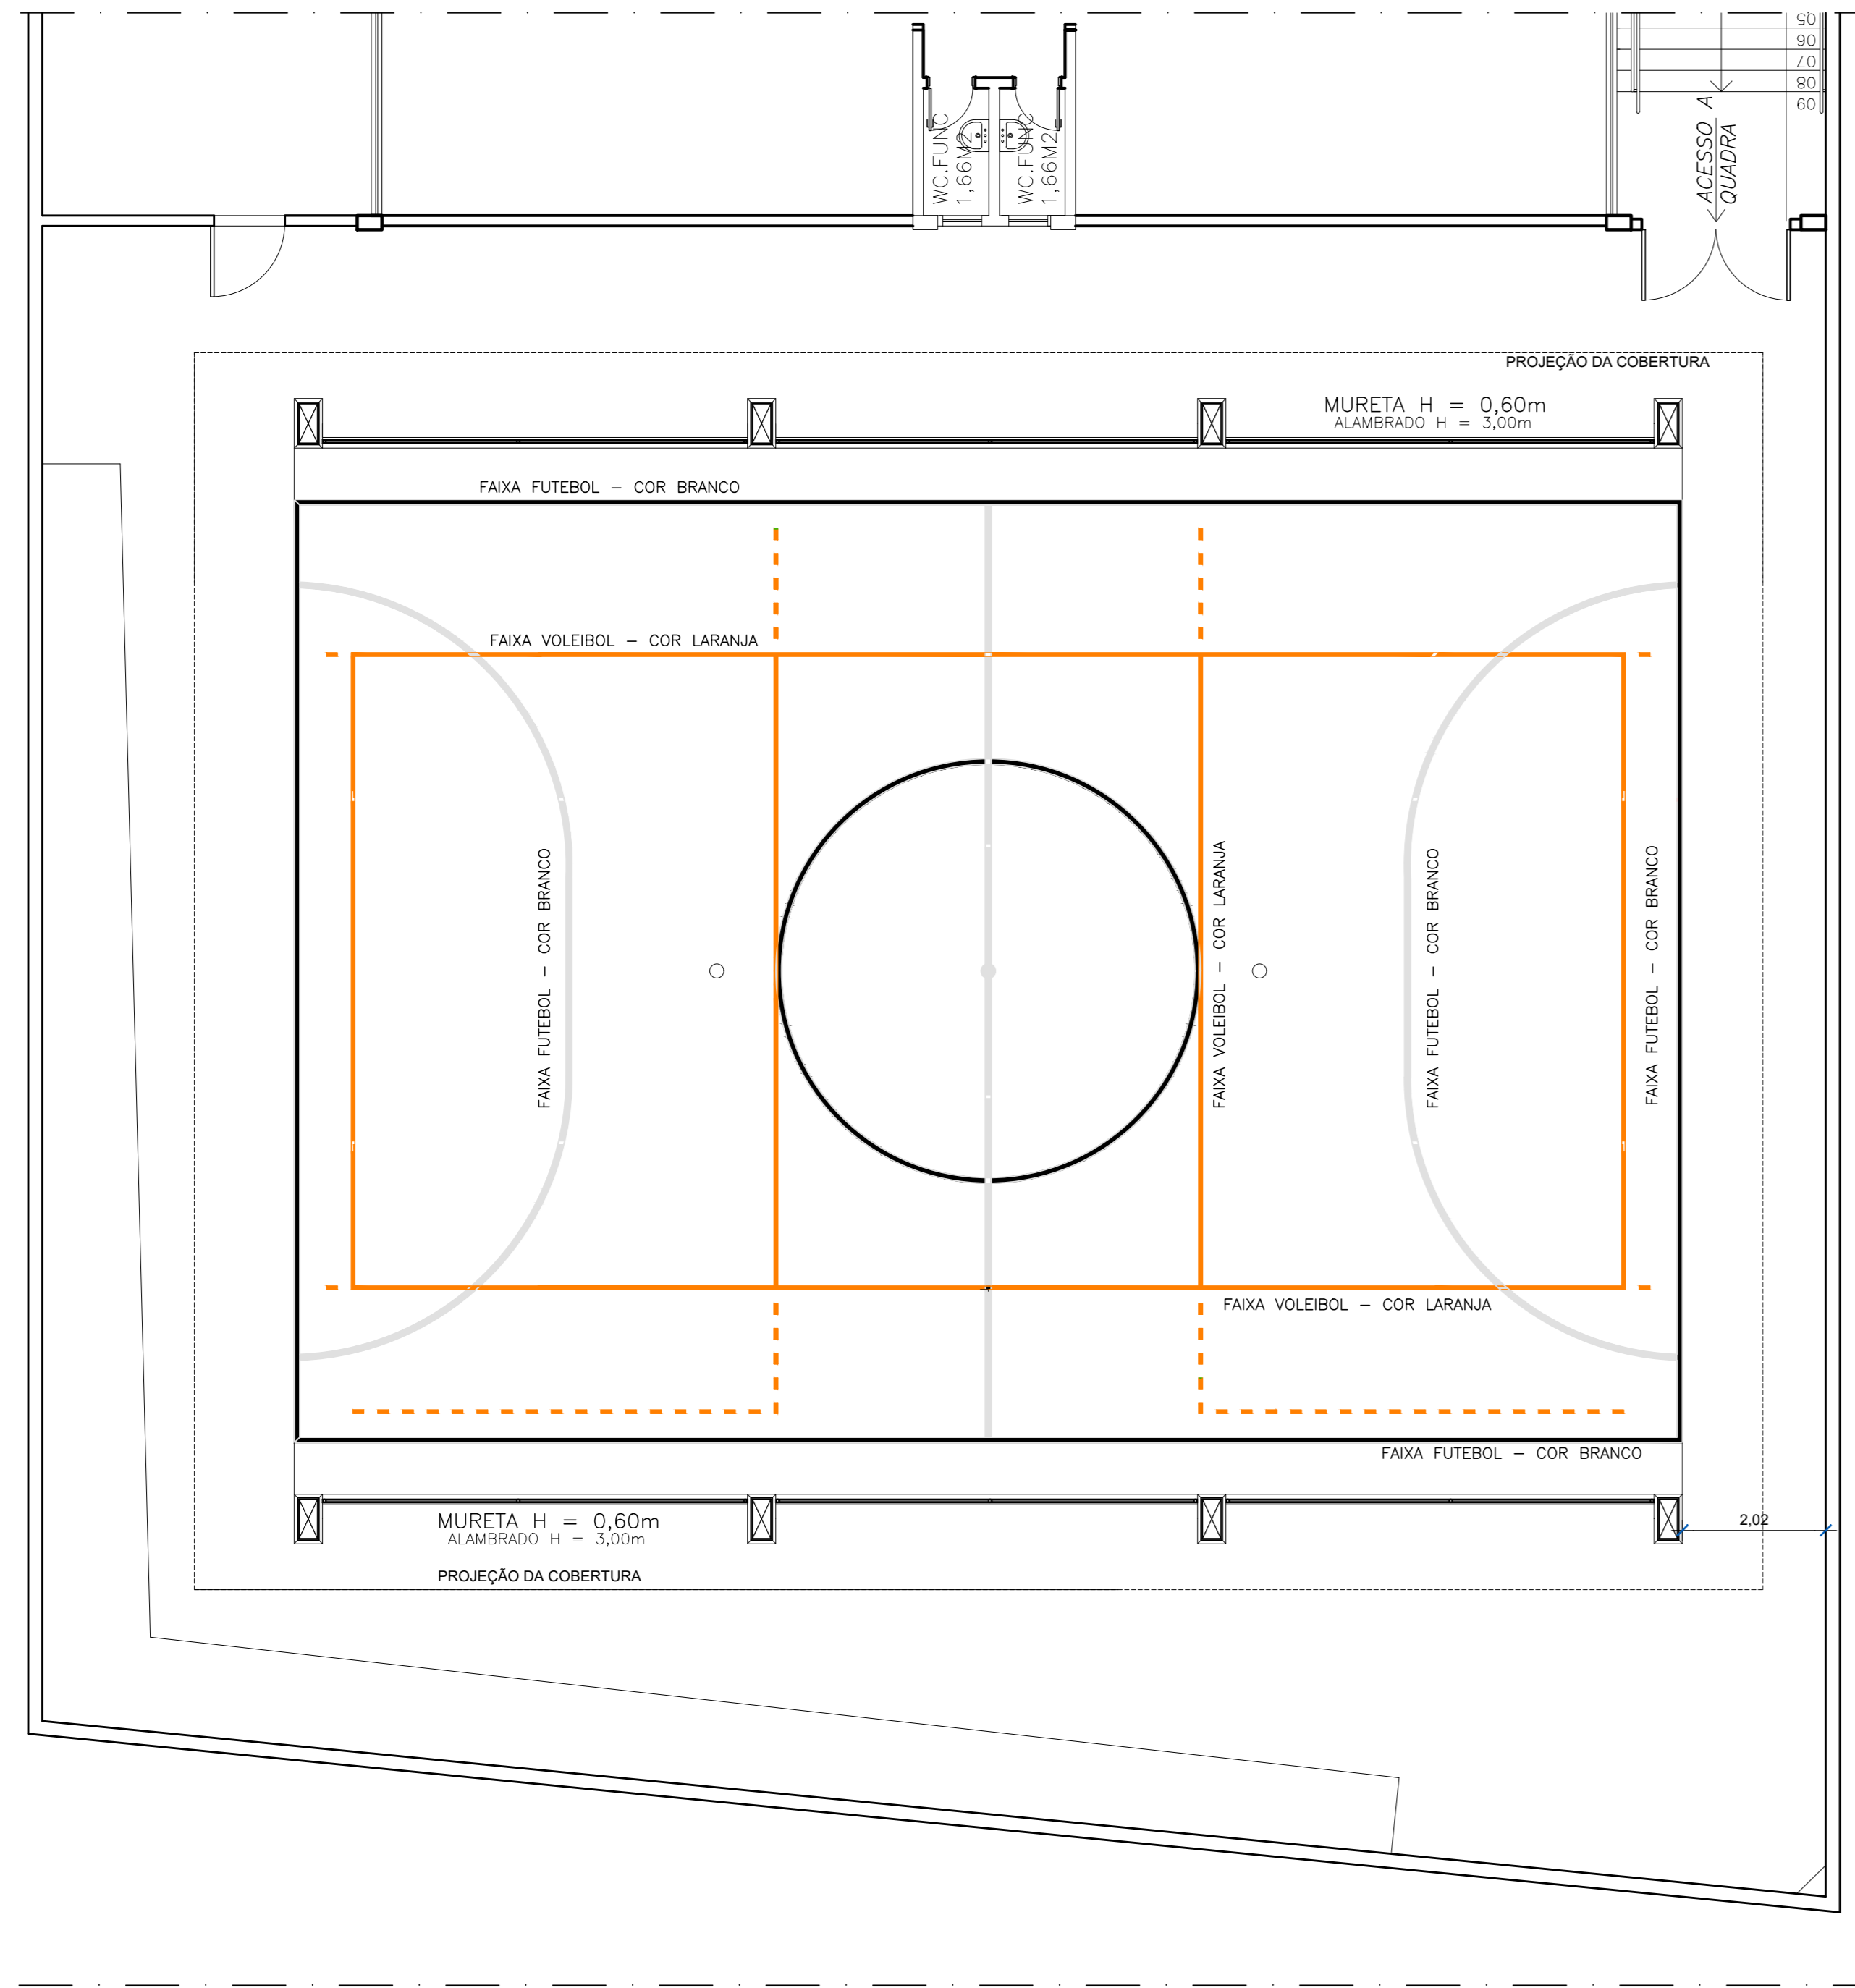 05
06
07
08
09
WC.FUNC
1,66M2
WC.FUNC
1,66M2
ACESSO A
QUADRA
PROJEÇÃO DA COBERTURA
MURETA H = 0,60m
ALAMBRADO H = 3,00m
FAIXA FUTEBOL – COR BRANCO
FAIXA VOLEIBOL – COR LARANJA
FAIXA FUTEBOL – COR BRANCO
FAIXA VOLEIBOL – COR LARANJA
FAIXA FUTEBOL – COR BRANCO
FAIXA FUTEBOL – COR BRANCO
FAIXA VOLEIBOL – COR LARANJA
FAIXA FUTEBOL – COR BRANCO
MURETA H = 0,60m
ALAMBRADO H = 3,00m
2,02
PROJEÇÃO DA COBERTURA